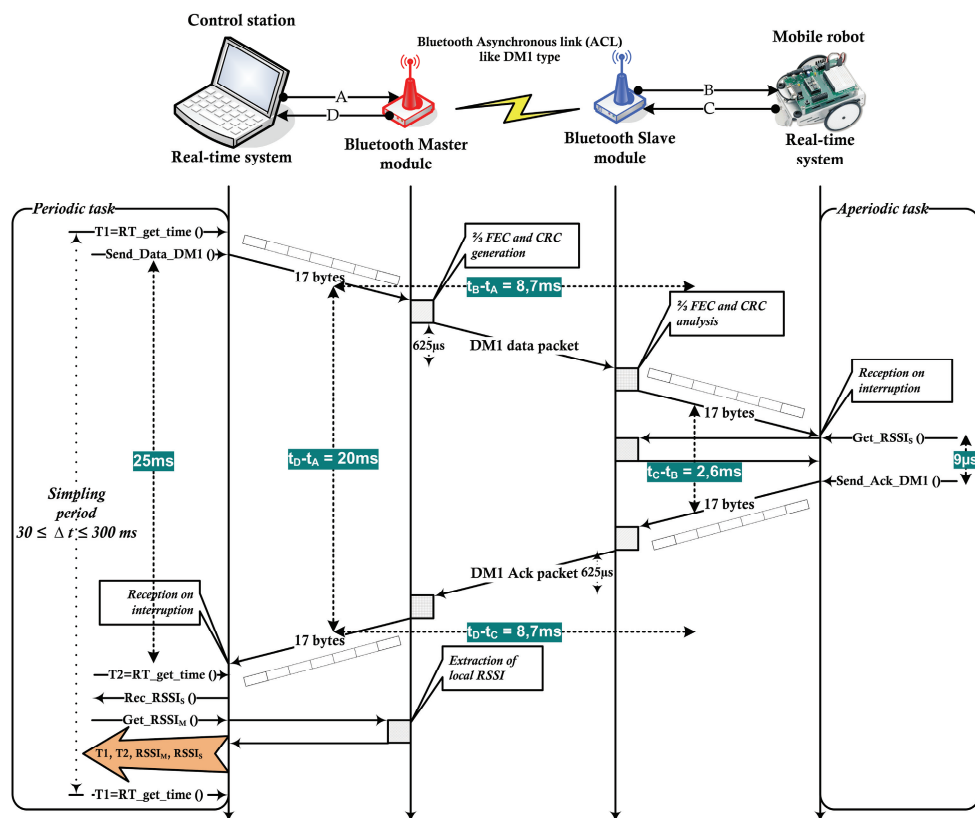 Control station
Bluetooth Asynchronous link (ACL)
like DM1 type
Mobile robot
A
D
B
C
Real-time system
Bluetooth Master
module
Bluetooth Slave
module
Real-time
system
Periodic task
Aperiodic task
T1=RT_get_time ()
Send_Data_DM1 ()
17 bytes
⅔ FEC and CRC
generation
tB-tA = 8,7ms
⅔ FEC and CRC
analysis
625µs
DM1 data packet
Reception on
interruption
17 bytes
Get_RSSIS ()
25ms
tD-tA = 20ms
tC-tB = 2,6ms
9µs
Send_Ack_DM1 ()
Simpling
period
30 ≤ Δ t ≤ 300 ms
17 bytes
DM1 Ack packet
625µs
Reception on
interruption
17 bytes
tD-tC = 8,7ms
Extraction of
local RSSI
T2=RT_get_time ()
Rec_RSSIS ()
Get_RSSIM ()
T1, T2, RSSIM, RSSIS
-T1=RT_get_time ()